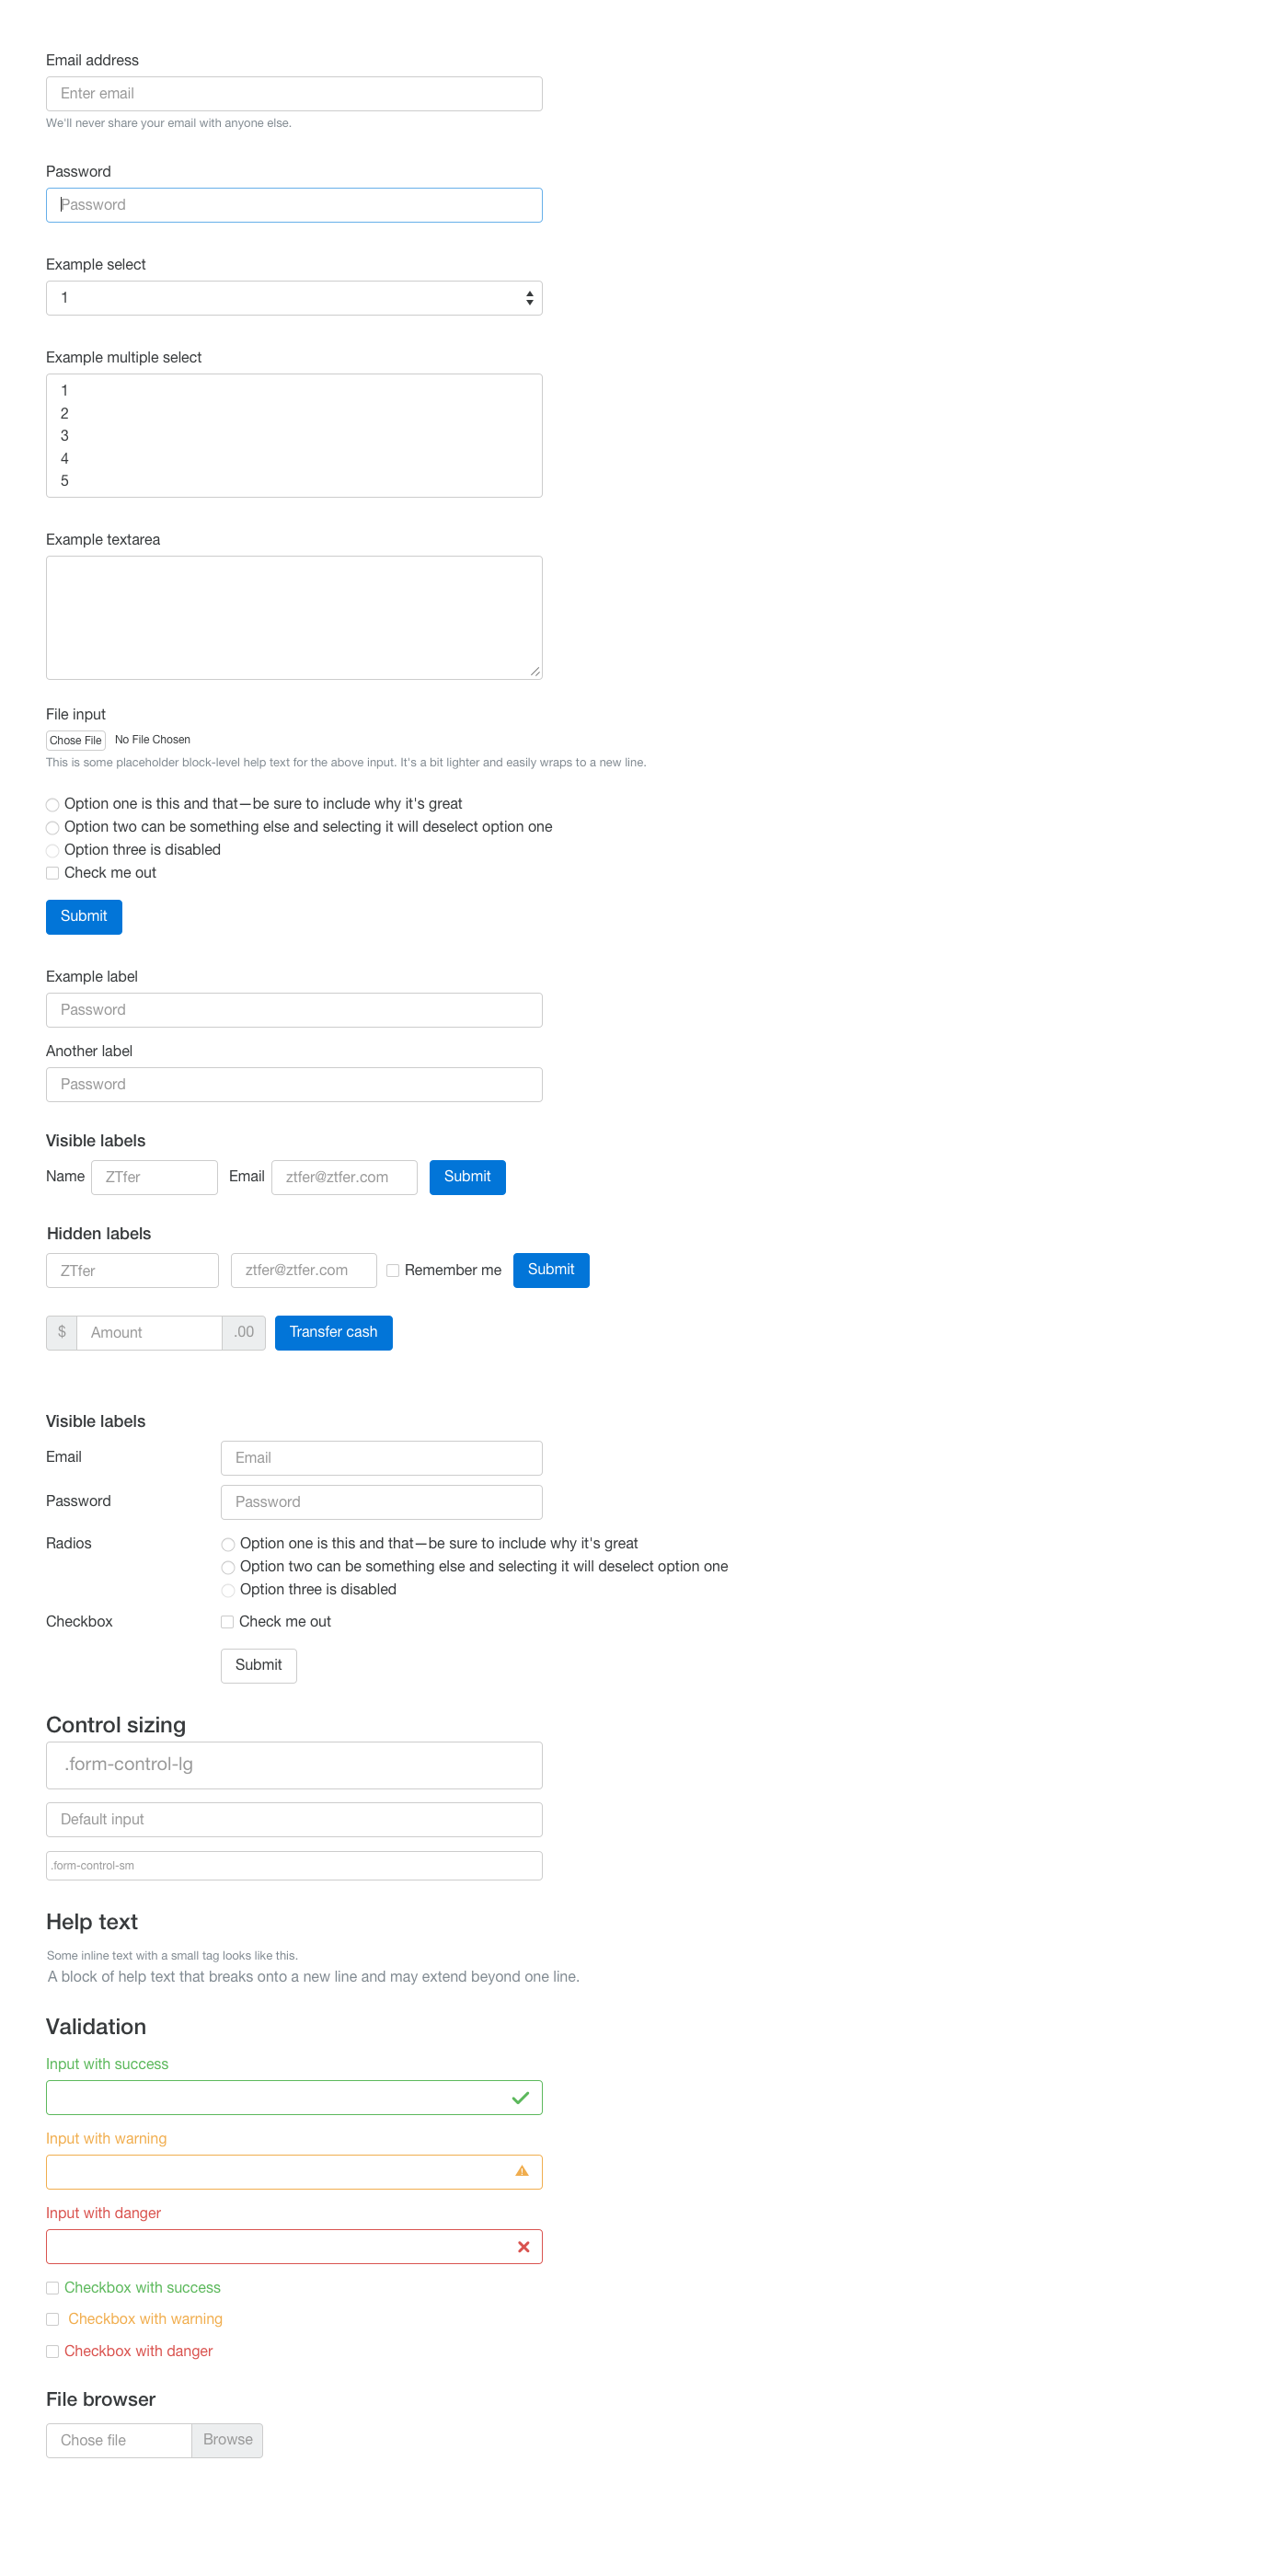 Email address
Enter email
We'll never share your email with anyone else.
Password
Password
Example select
1
Example multiple select
1
2
3
4
5
Example textarea
File input
Chose File No File Chosen
This is some placeholder block-level help text for the above input. It's a bit lighter and easily wraps to a new line.
Option one is this and that—be sure to include why it's great
Option two can be something else and selecting it will deselect option one
Option three is disabled
Check me out
Submit
Example label
Password
Another label
Password
Visible labels
Name ZTfer Email ztfer@ztfer.com Submit
Hidden labels
ZTfer ztfer@ztfer.com Remember me Submit
$ Amount .00 Transfer cash
Visible labels
Email Email
Password Password
Radios Option one is this and that—be sure to include why it's great
Option two can be something else and selecting it will deselect option one
Option three is disabled
Checkbox Check me out
Submit
Control sizing
.form-control-lg
Default input
.form-control-sm
Help text
Some inline text with a small tag looks like this.
A block of help text that breaks onto a new line and may extend beyond one line.
Validation
Input with success
Input with warning
Input with danger
Checkbox with success
Checkbox with warning
Checkbox with danger
File browser
Chose file Browse